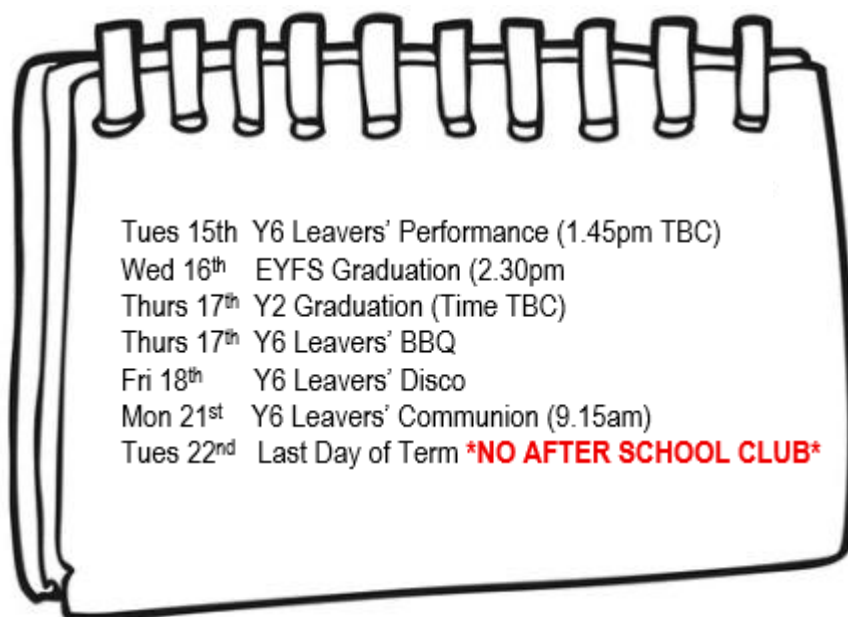 Tues 15th Y6 Leavers' Performance (1.45pm TBC)
Wed 16th EYFS Graduation (2.30pm
Thurs 17th Y2 Graduation (Time TBC)
Thurs 17th Y6 Leavers' BBQ
Fri 18th Y6 Leavers' Disco
Mon 21st Y6 Leavers' Communion (9.15am)
Tues 22nd Last Day of Term *NO AFTER SCHOOL CLUB*